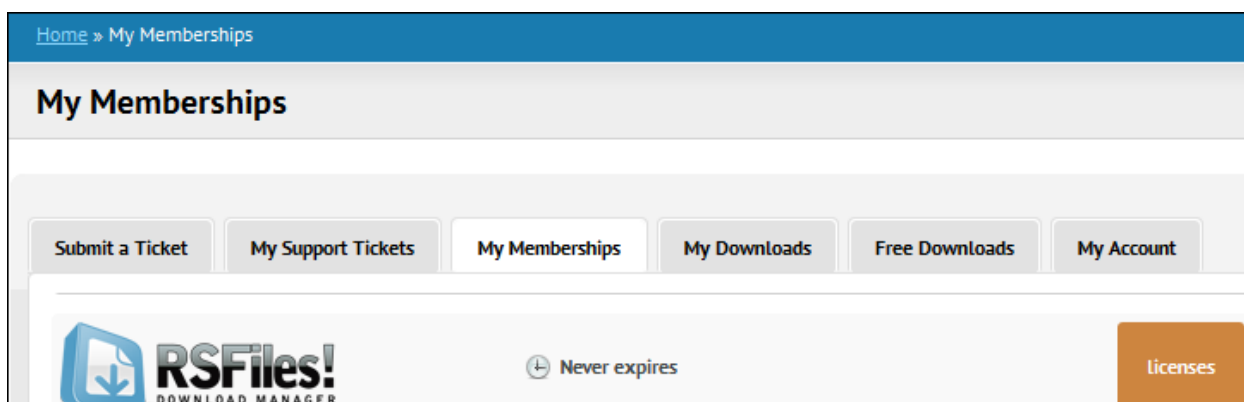 Home » My Memberships
My Memberships
Submit a Ticket My Support Tickets My Memberships My Downloads Free Downloads My Account
RSFiles! Never expires licenses
DOWNLOAD MANAGER